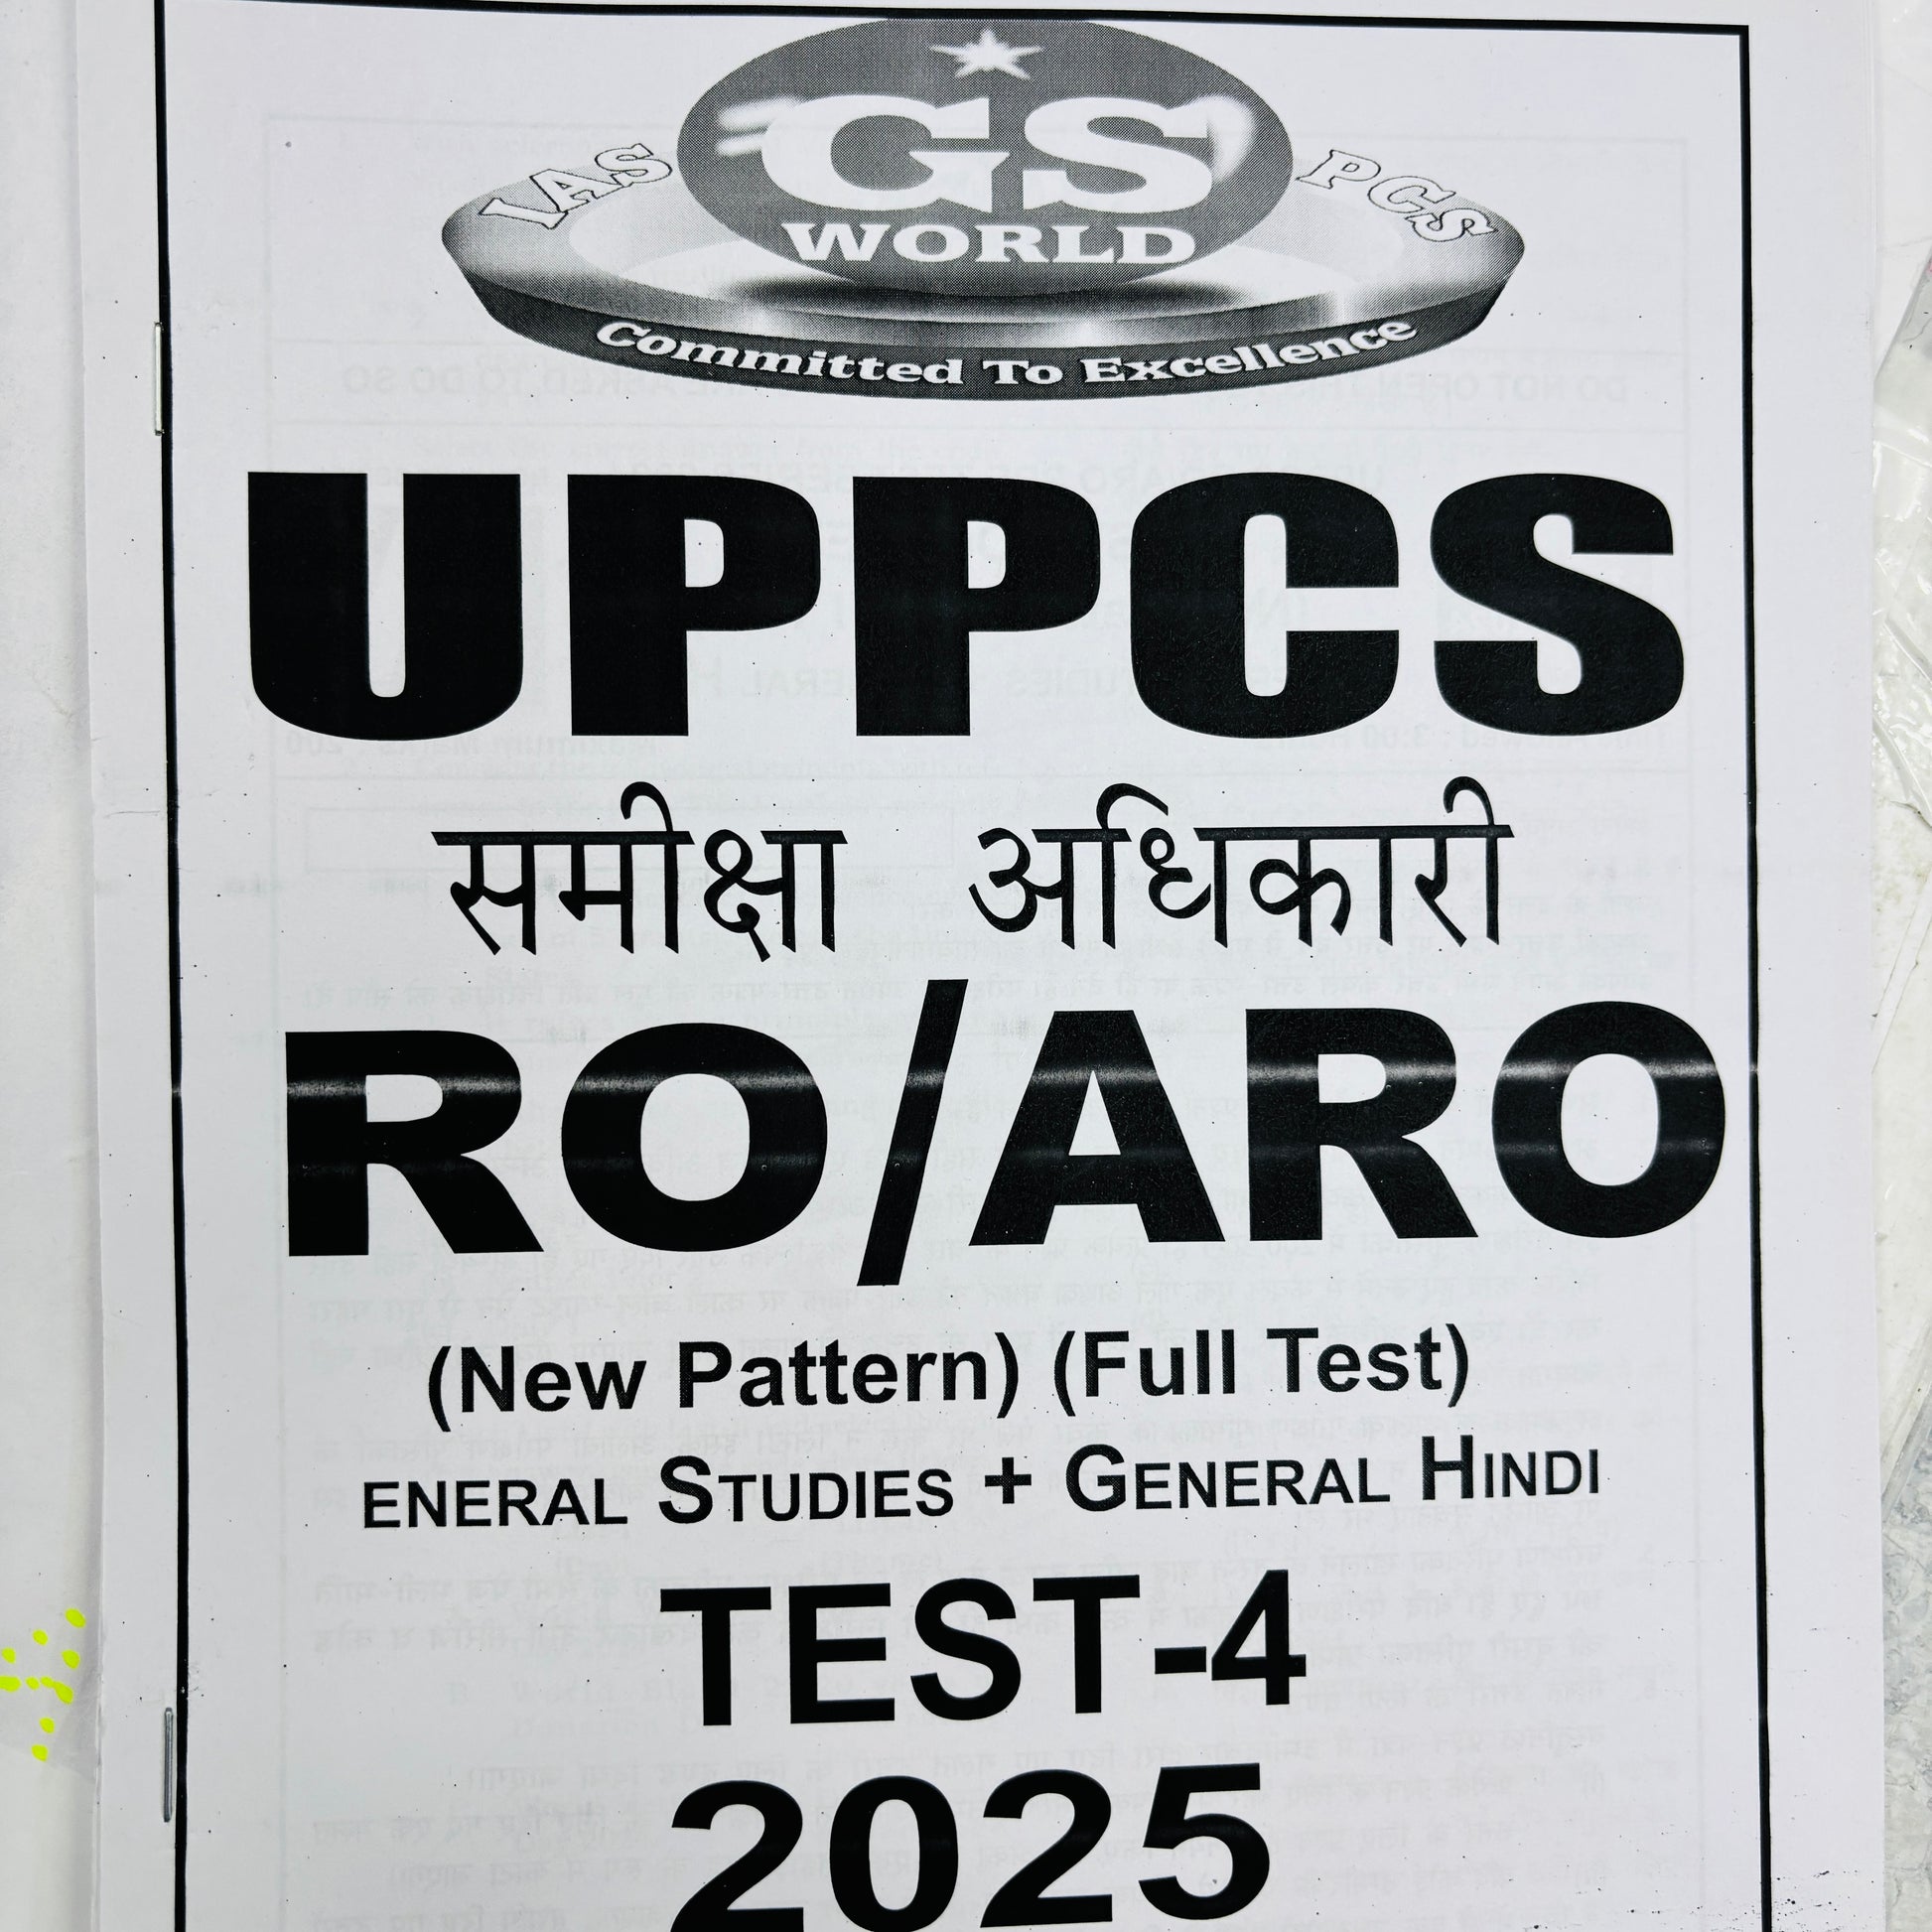 IAS GS PCS
WORLD
Committed To Excellence
UPPCS
समीक्षा अधिकारी
RO/ARO
(New Pattern) (Full Test)
ENERAL STUDIES + GENERAL HINDI
TEST-4
2025